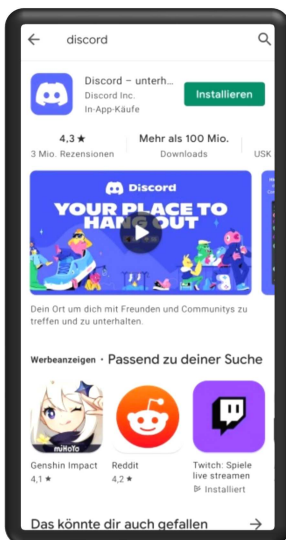 discord
Discord – unterh...
Discord Inc.
In-App-Käufe
Installieren
4,3 ★
3 Mio. Rezensionen
Mehr als 100 Mio.
Downloads
USK
Discord
YOUR PLACE TO
HANG OUT
Dein Ort um dich mit Freunden und Communitys zu
treffen und zu unterhalten.
Werbeanzeigen · Passend zu deiner Suche
miHoYo
Genshin Impact
4,1 ★
Reddit
4,2 ★
Twitch: Spiele
live streamen
Installiert
Das könnte dir auch gefallen